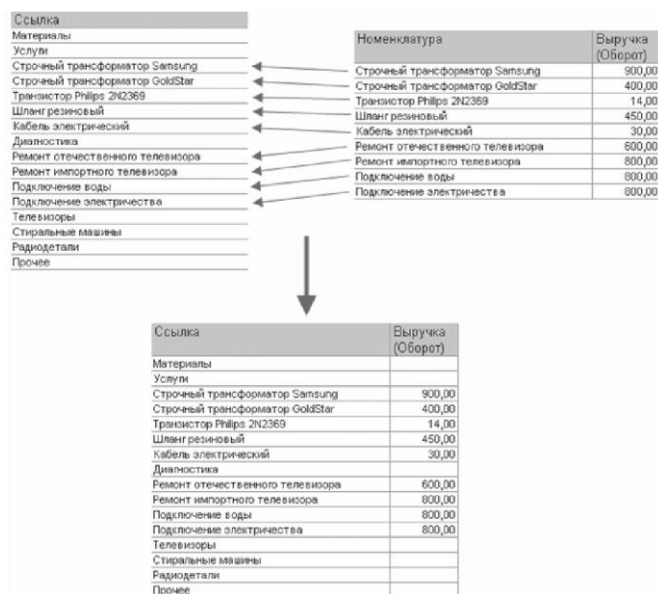 Ссылка
Материалы
Услуги
Строчный трансформатор Samsung
Строчный трансформатор GoldStar
Транзистор Philips 2N2369
Шланг резиновый
Кабель электрический
Диагностика
Ремонт отечественного телевизора
Ремонт импортного телевизора
Подключение воды
Подключение электричества
Телевизоры
Стиральные машины
Радиодетали
Прочее
Номенклатура Выручка
(Оборот)
Строчный трансформатор Samsung 900,00
Строчный трансформатор GoldStar 400,00
Транзистор Philips 2N2369 14,00
Шланг резиновый 450,00
Кабель электрический 30,00
Ремонт отечественного телевизора 600,00
Ремонт импортного телевизора 800,00
Подключение воды 800,00
Подключение электричества 800,00
Ссылка Выручка
(Оборот)
Материалы
Услуги
Строчный трансформатор Samsung 900,00
Строчный трансформатор GoldStar 400,00
Транзистор Philips 2N2369 14,00
Шланг резиновый 450,00
Кабель электрический 30,00
Диагностика
Ремонт отечественного телевизора 600,00
Ремонт импортного телевизора 800,00
Подключение воды 800,00
Подключение электричества 800,00
Телевизоры
Стиральные машины
Радиодетали
Прочее